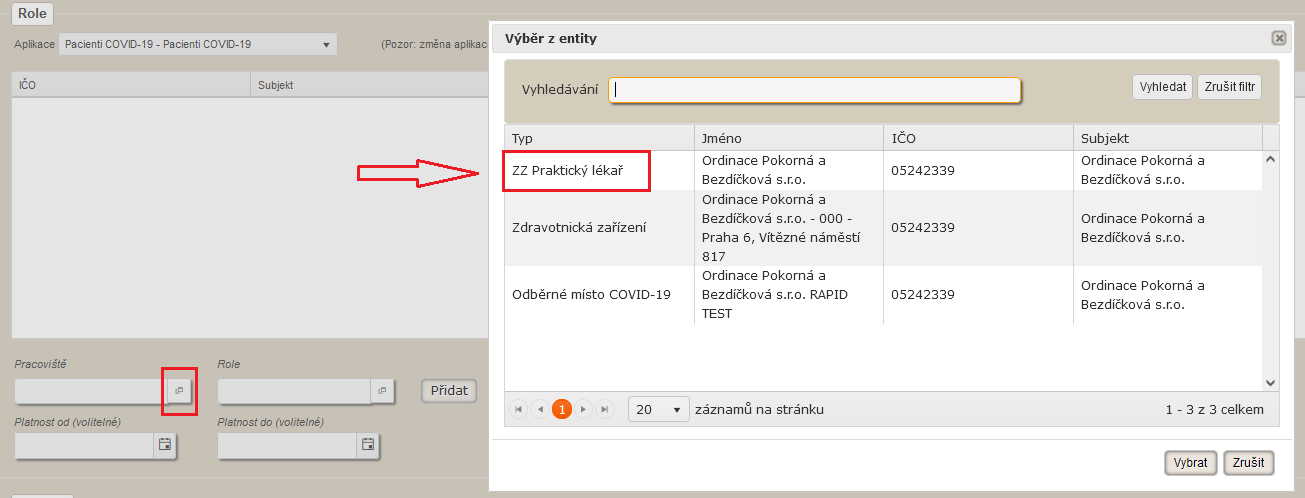 Role
Aplikace Pacienti COVID-19 - Pacienti COVID-19 (Pozor: změna aplikac
IČO Subjekt
Pracoviště Role
Přidat
Platnost od (volitelné) Platnost do (volitelné)
Výběr z entity
Vyhledávání Vyhledat Zrušit filtr
Typ Jméno IČO Subjekt
ZZ Praktický lékař
Ordinace Pokorná a
Bezdíčková s.r.o.
05242339
Ordinace Pokorná a
Bezdíčková s.r.o.
Zdravotnická zařízení
Ordinace Pokorná a
Bezdíčková s.r.o. - 000 -
Praha 6, Vítězné náměstí
817
05242339
Ordinace Pokorná a
Bezdíčková s.r.o.
Odběrné místo COVID-19
Ordinace Pokorná a
Bezdíčková s.r.o. RAPID
TEST
05242339
Ordinace Pokorná a
Bezdíčková s.r.o.
1 20 záznamů na stránku 1 - 3 z 3 celkem
Vybrat Zrušit